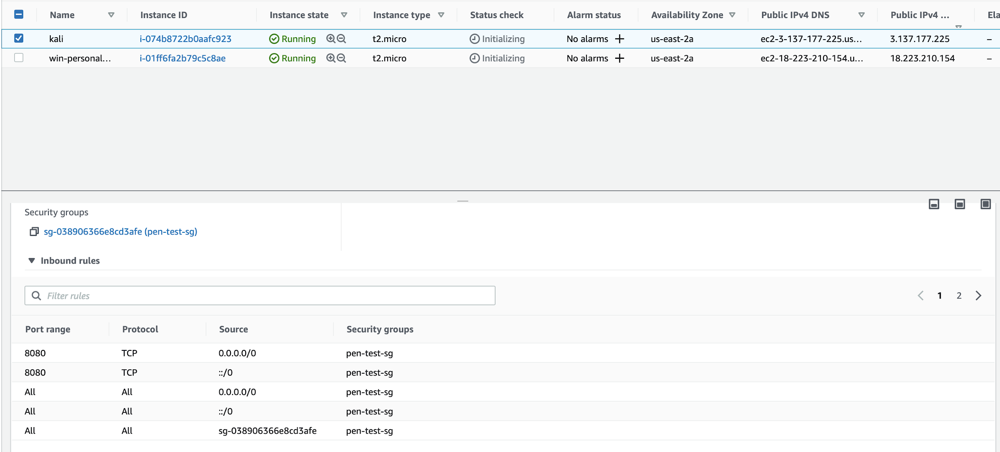 Name Instance ID Instance state Instance type Status check Alarm status Availability Zone Public IPv4 DNS Public IPv4 ... Ela
kali i-074b8722b0aafc923 Running t2.micro Initializing No alarms + us-east-2a ec2-3-137-177-225.us... 3.137.177.225 –
win-personal... i-01ff6fa2b79c5c8ae Running t2.micro Initializing No alarms + us-east-2a ec2-18-223-210-154.u... 18.223.210.154 –
Security groups
sg-038906366e8cd3afe (pen-test-sg)
Inbound rules
Filter rules
1 2
Port range Protocol Source Security groups
8080 TCP 0.0.0.0/0 pen-test-sg
8080 TCP ::/0 pen-test-sg
All All 0.0.0.0/0 pen-test-sg
All All ::/0 pen-test-sg
All All sg-038906366e8cd3afe pen-test-sg